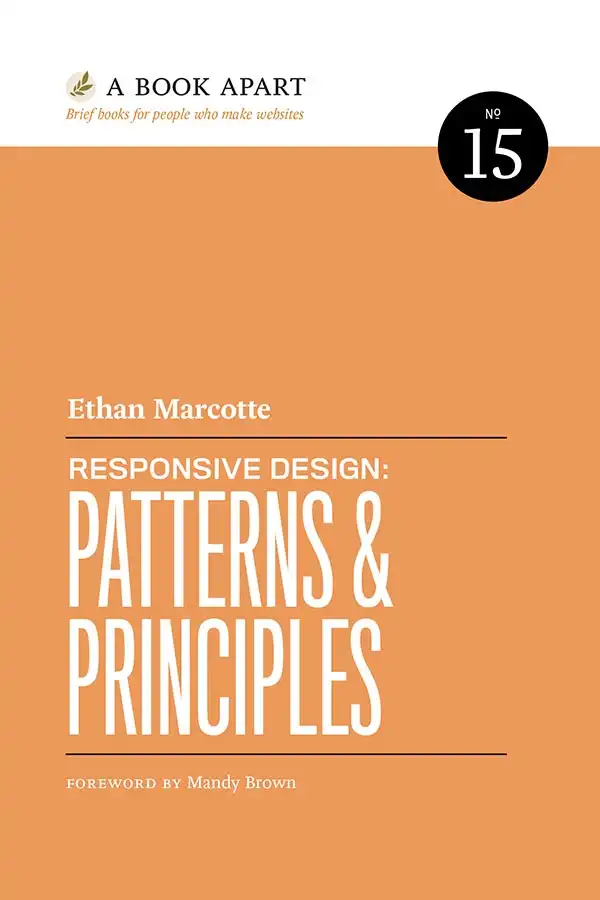 A BOOK APART
Brief books for people who make websites
Nº
15
Ethan Marcotte
RESPONSIVE DESIGN:
PATTERNS &
PRINCIPLES
FOREWORD BY Mandy Brown